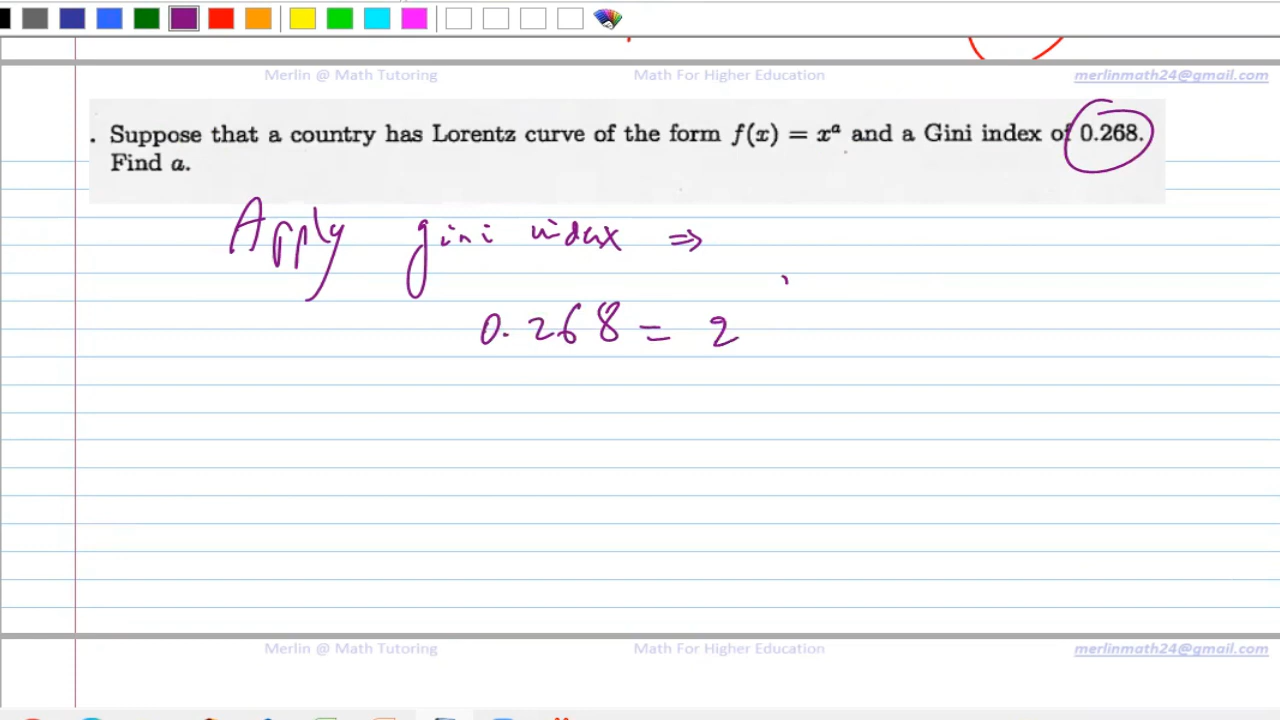 Merlin @ Math Tutoring Math For Higher Education merlinmath24@gmail.com
. Suppose that a country has Lorentz curve of the form f(x) = xᵃ and a Gini index of 0.268.
Find a.
Apply gini index ⇒
0.268 = 2
Merlin @ Math Tutoring Math For Higher Education merlinmath24@gmail.com